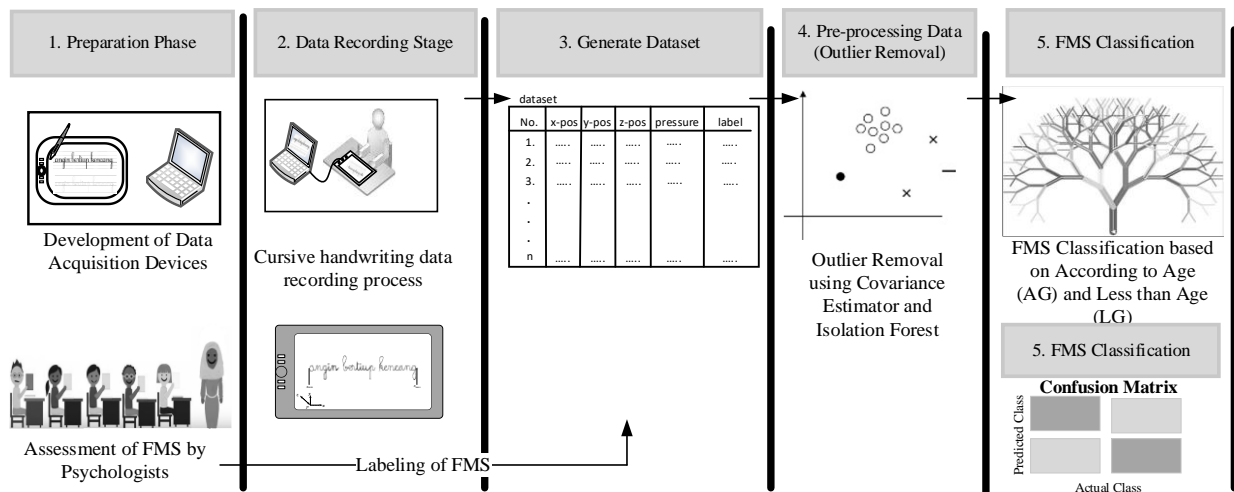 1. Preparation Phase
Development of Data
Acquisition Devices
Assessment of FMS by
Psychologists
2. Data Recording Stage
Cursive handwriting data
recording process
angin bertiup kencang
Labeling of FMS
3. Generate Dataset
dataset
No. x-pos y-pos z-pos pressure label
1. ..... ..... ..... ..... .....
2. ..... ..... ..... ..... .....
3. ..... ..... ..... ..... .....
.
.
.
n ..... ..... ..... ..... .....
4. Pre-processing Data
(Outlier Removal)
Outlier Removal
using Covariance
Estimator and
Isolation Forest
5. FMS Classification
FMS Classification based
on According to Age
(AG) and Less than Age
(LG)
5. FMS Classification
Confusion Matrix
Predicted Class
Actual Class